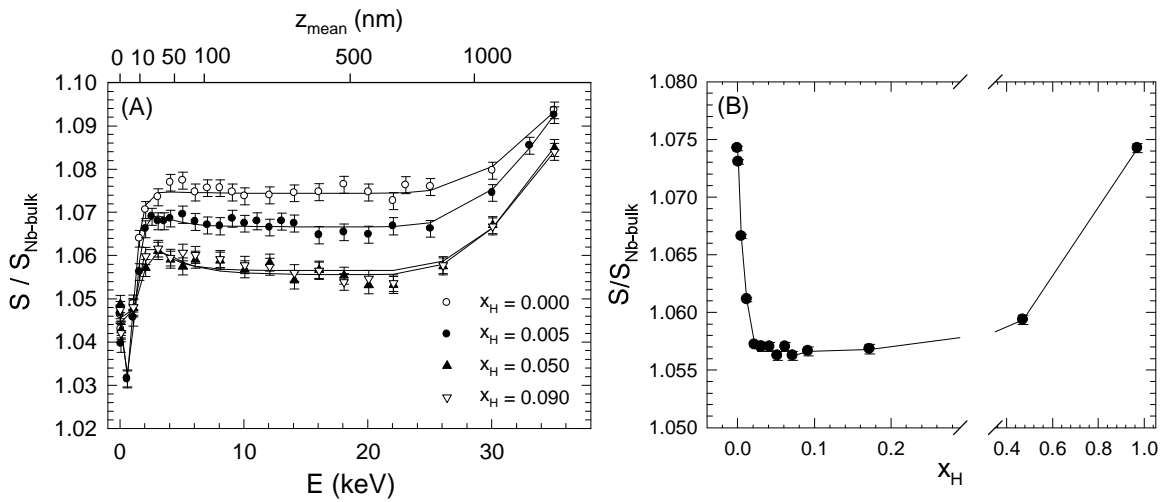 z_mean (nm)
0 10 50 100 500 1000
1.10
1.09
1.08
1.07
1.06
1.05
1.04
1.03
1.02
S / S_Nb-bulk
(A)
x_H = 0.000
x_H = 0.005
x_H = 0.050
x_H = 0.090
0 10 20 30
E (keV)
1.080
1.075
1.070
1.065
1.060
1.055
1.050
S/S_Nb-bulk
(B)
0.0 0.1 0.2 0.4 0.6 0.8 1.0
x_H